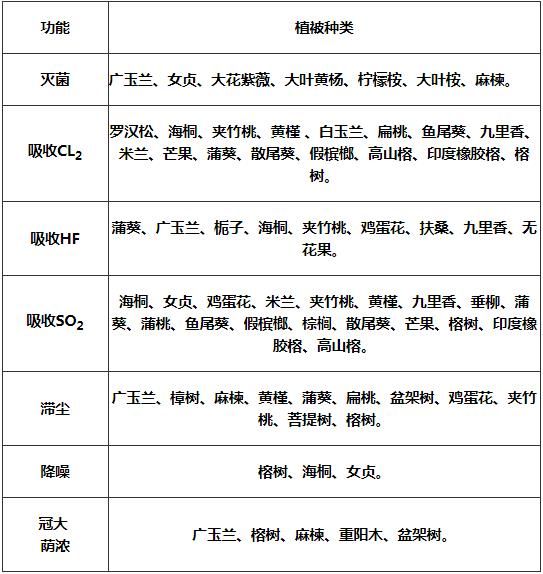 功能 植被种类
灭菌 广玉兰、女贞、大花紫薇、大叶黄杨、柠檬桉、大叶桉、麻楝。
吸收CL2
罗汉松、海桐、夹竹桃、黄槿 、白玉兰、扁桃、鱼尾葵、九里香、
米兰、芒果、蒲葵、散尾葵、假槟榔、高山榕、印度橡胶榕、榕
树。
吸收HF
蒲葵、广玉兰、栀子、海桐、夹竹桃、鸡蛋花、扶桑、九里香、无
花果。
吸收SO2
海桐、女贞、鸡蛋花、米兰、夹竹桃、黄槿、九里香、垂柳、蒲
葵、蒲桃、鱼尾葵、假槟榔、棕榈、散尾葵、芒果、榕树、印度橡
胶榕、高山榕。
滞尘
广玉兰、樟树、麻楝、黄槿、蒲葵、扁桃、盆架树、鸡蛋花、夹竹
桃、菩提树、榕树。
降噪 榕树、海桐、女贞。
冠大
荫浓
广玉兰、榕树、麻楝、重阳木、盆架树。